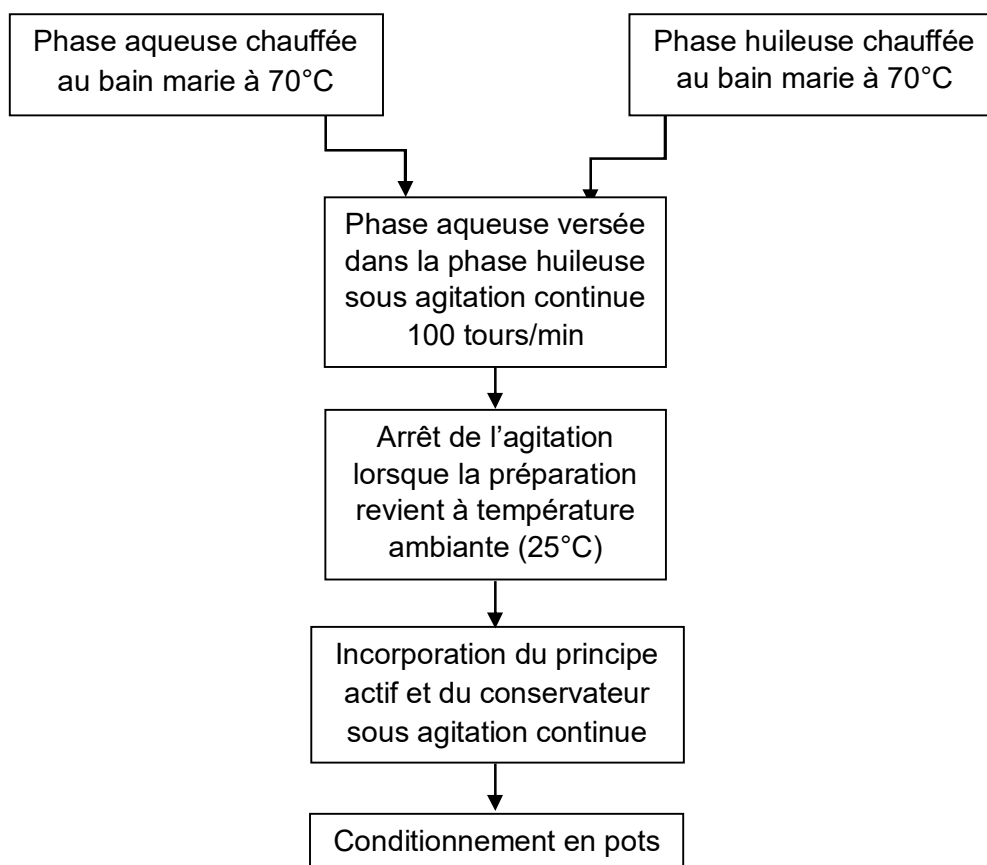 Phase aqueuse chauffée
au bain marie à 70°C
Phase huileuse chauffée
au bain marie à 70°C
Phase aqueuse versée
dans la phase huileuse
sous agitation continue
100 tours/min
Arrêt de l’agitation
lorsque la préparation
revient à température
ambiante (25°C)
Incorporation du principe
actif et du conservateur
sous agitation continue
Conditionnement en pots